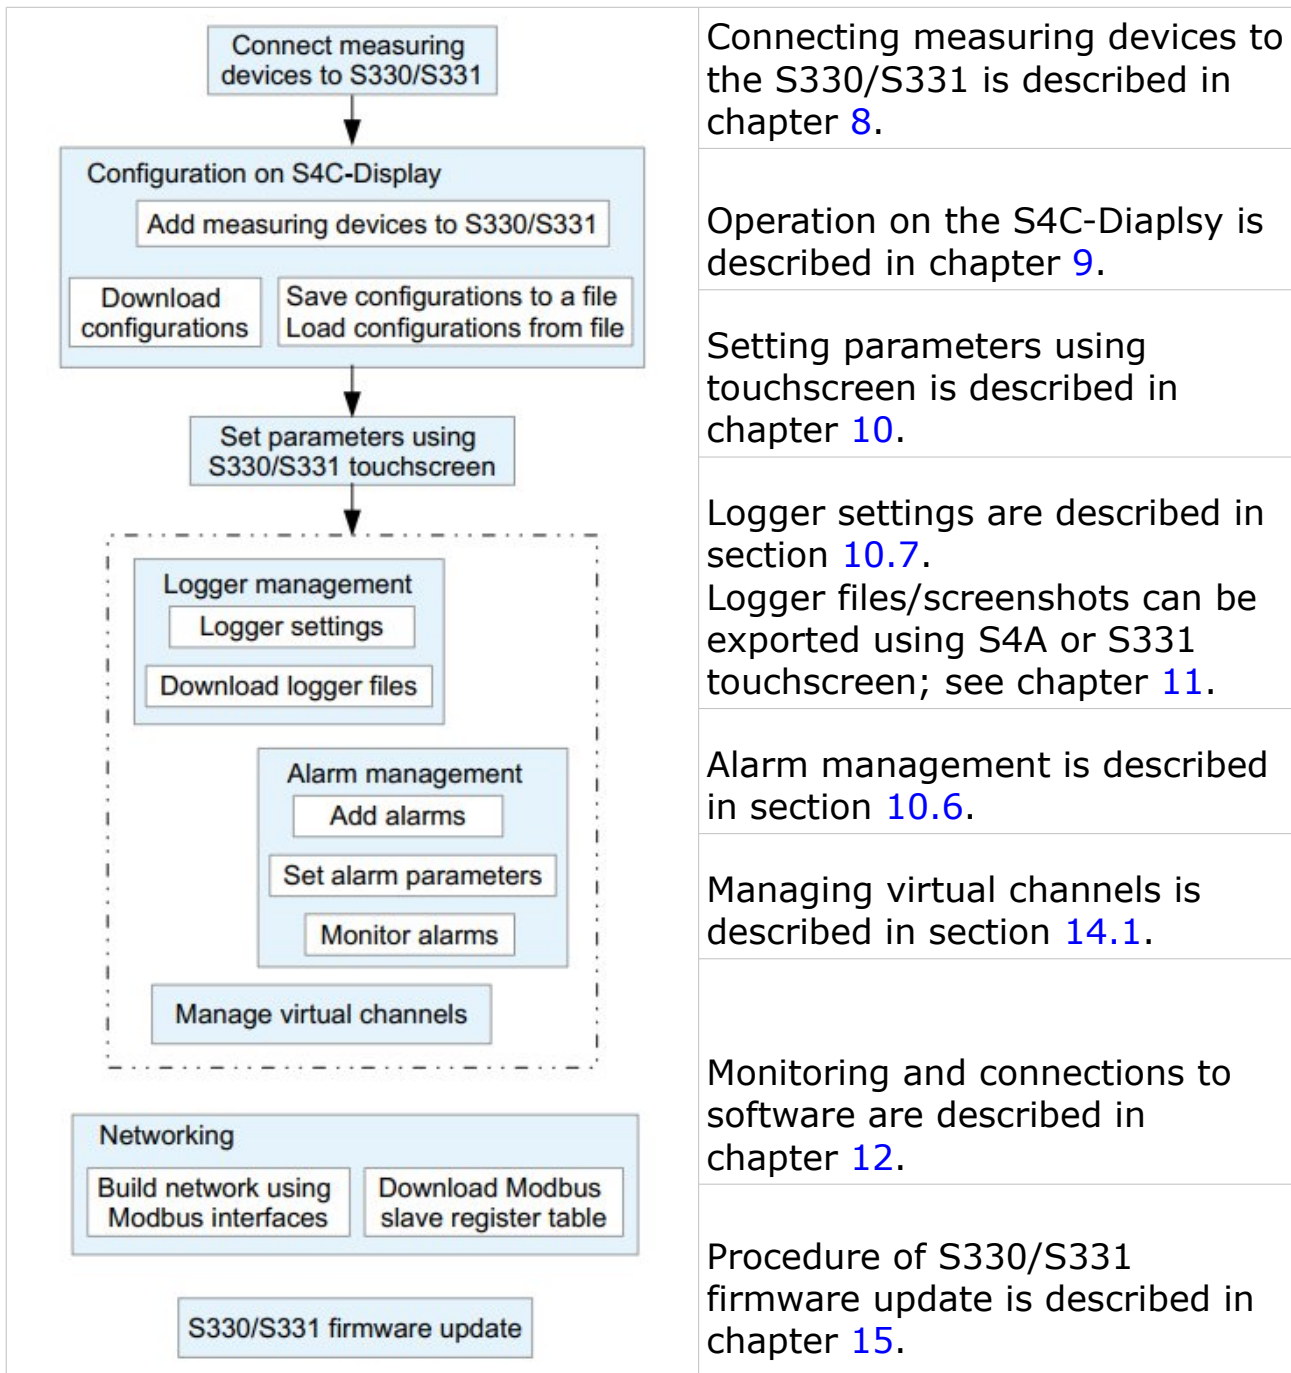 Connect measuring
devices to S330/S331
Configuration on S4C-Display
Add measuring devices to S330/S331
Download
configurations
Save configurations to a file
Load configurations from file
Set parameters using
S330/S331 touchscreen
Logger management
Logger settings
Download logger files
Alarm management
Add alarms
Set alarm parameters
Monitor alarms
Manage virtual channels
Networking
Build network using
Modbus interfaces
Download Modbus
slave register table
S330/S331 firmware update
Connecting measuring devices to
the S330/S331 is described in
chapter 8.
Operation on the S4C-Diaplsy is
described in chapter 9.
Setting parameters using
touchscreen is described in
chapter 10.
Logger settings are described in
section 10.7.
Logger files/screenshots can be
exported using S4A or S331
touchscreen; see chapter 11.
Alarm management is described
in section 10.6.
Managing virtual channels is
described in section 14.1.
Monitoring and connections to
software are described in
chapter 12.
Procedure of S330/S331
firmware update is described in
chapter 15.